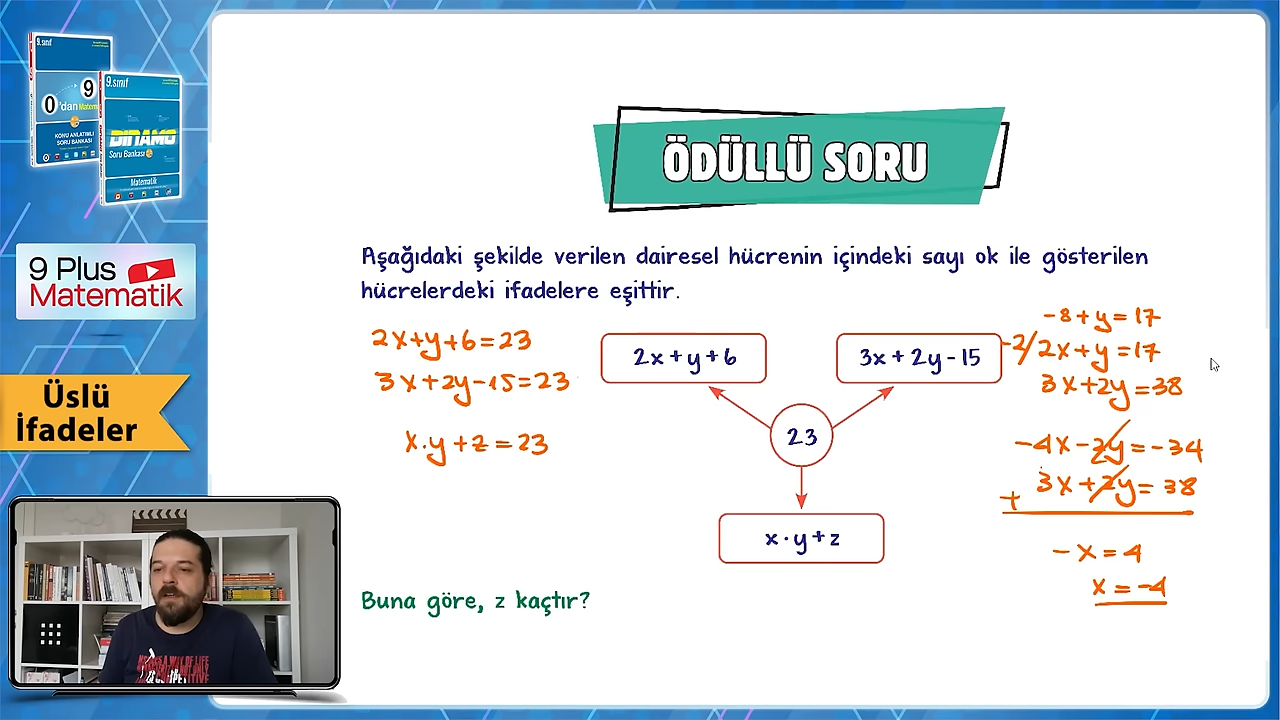 9.sınıf
0'dan 9
Matem
KONU ANLATIMLI
SORU BANKASI
9.sınıf
DİNAMO
Soru Bankası
Matematik
9 Plus
Matematik
Üslü
İfadeler
ÖDÜLLÜ SORU
Aşağıdaki şekilde verilen dairesel hücrenin içindeki sayı ok ile gösterilen
hücrelerdeki ifadelere eşittir.
2x+y+6=23
3x+2y-15=23
x.y+z=23
2x+y+6
3x+2y-15
23
x·y+z
-8+y=17
-2/2x+y=17
3x+2y=38
-4x-2y=-34
+ 3x+2y=38
-x=4
x=-4
Buna göre, z kaçtır?